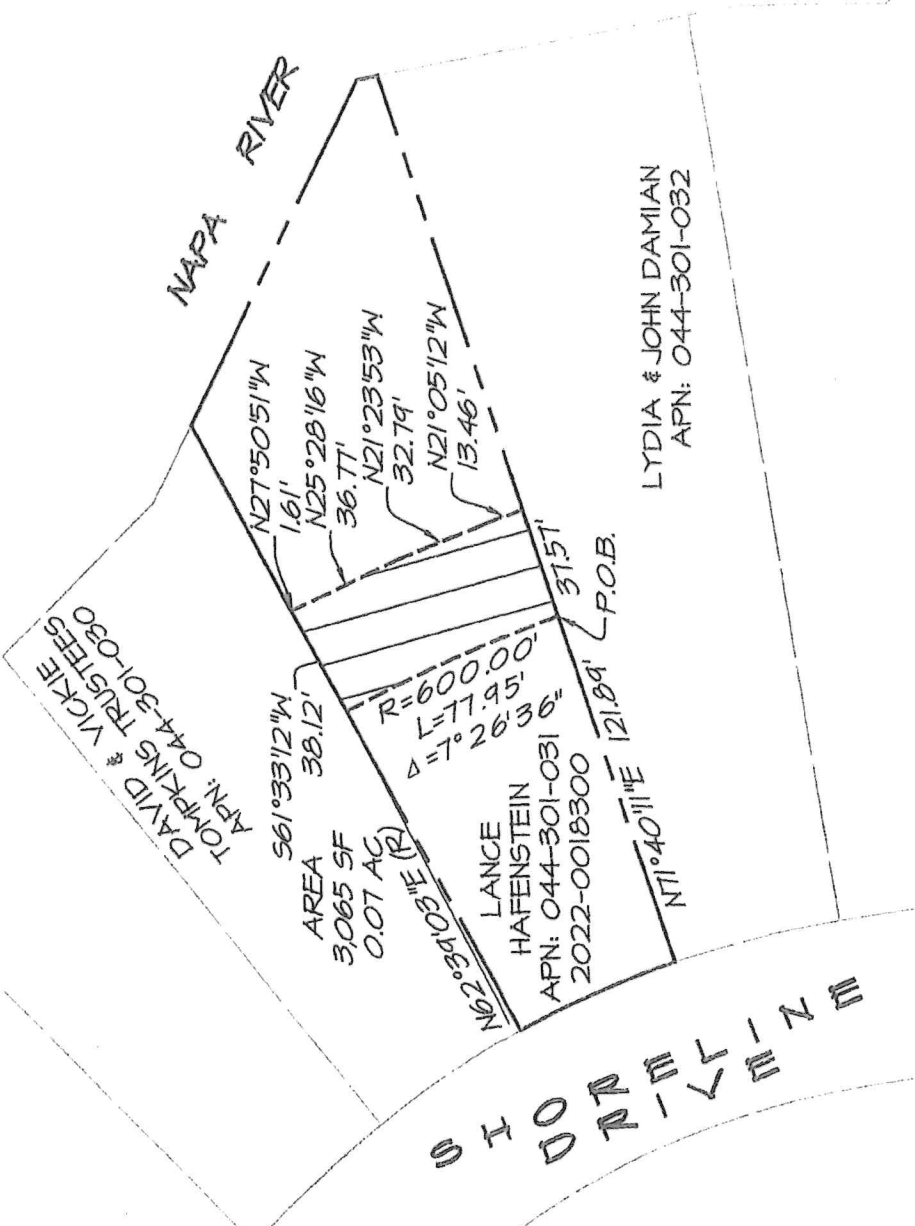 NAPA RIVER
DAVID & VICKIE
TOMPKINS TRUSTEES
APN: 044-301-030
N27°50'51"W
1.61'
N25°28'16"W
36.77'
N21°23'53"W
32.79'
N21°05'12"W
13.46'
S61°33'12"W
38.12'
AREA
3,065 SF
0.07 AC
N62°39'03"E (R)
R=600.00'
L=77.95'
Δ=7°26'36"
37.57'
P.O.B.
LANCE
HAFENSTEIN
APN: 044-301-031
2022-0018300
N71°40'11"E 121.89'
LYDIA & JOHN DAMIAN
APN: 044-301-032
SHORELINE
DRIVE